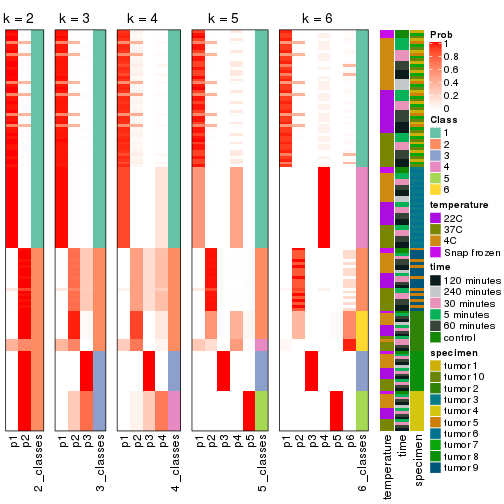 k = 2
k = 3
k = 4
k = 5
k = 6
p1
p2
2_classes
p1
p2
p3
3_classes
p1
p2
p3
p4
4_classes
p1
p2
p3
p4
p5
5_classes
p1
p2
p3
p4
p5
p6
6_classes
temperature
time
specimen
Prob
1
0.8
0.6
0.4
0.2
0
Class
1
2
3
4
5
6
temperature
22C
37C
4C
Snap frozen
time
120 minutes
240 minutes
30 minutes
5 minutes
60 minutes
control
specimen
tumor 1
tumor 10
tumor 2
tumor 3
tumor 4
tumor 5
tumor 6
tumor 7
tumor 8
tumor 9